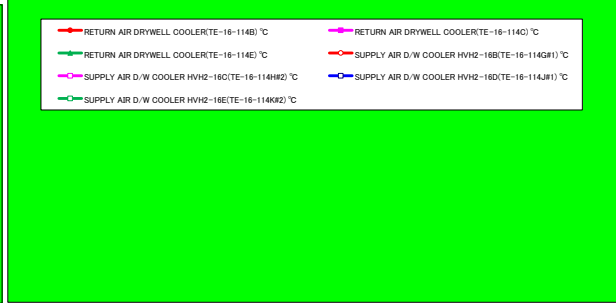 RETURN AIR DRYWELL COOLER(TE-16-114B) ℃
RETURN AIR DRYWELL COOLER(TE-16-114C) ℃
RETURN AIR DRYWELL COOLER(TE-16-114E) ℃
SUPPLY AIR D/W COOLER HVH2-16B(TE-16-114G#1) ℃
SUPPLY AIR D/W COOLER HVH2-16C(TE-16-114H#2) ℃
SUPPLY AIR D/W COOLER HVH2-16D(TE-16-114J#1) ℃
SUPPLY AIR D/W COOLER HVH2-16E(TE-16-114K#2) ℃